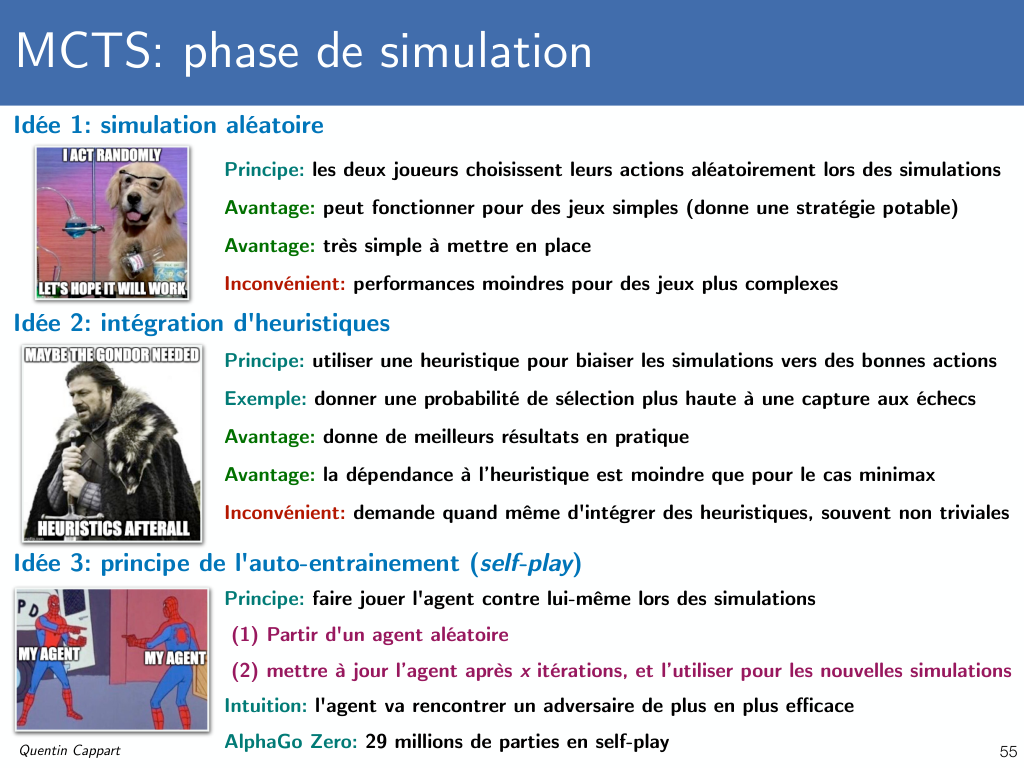 MCTS: phase de simulation
Idée 1: simulation aléatoire
I ACT RANDOMLY
LET'S HOPE IT WILL WORK
Principe: les deux joueurs choisissent leurs actions aléatoirement lors des simulations
Avantage: peut fonctionner pour des jeux simples (donne une stratégie potable)
Avantage: très simple à mettre en place
Inconvénient: performances moindres pour des jeux plus complexes
Idée 2: intégration d'heuristiques
MAYBE THE GONDOR NEEDED
HEURISTICS AFTERALL
Principe: utiliser une heuristique pour biaiser les simulations vers des bonnes actions
Exemple: donner une probabilité de sélection plus haute à une capture aux échecs
Avantage: donne de meilleurs résultats en pratique
Avantage: la dépendance à l'heuristique est moindre que pour le cas minimax
Inconvénient: demande quand même d'intégrer des heuristiques, souvent non triviales
Idée 3: principe de l'auto-entrainement (self-play)
PD
MY AGENT
MY AGENT
Principe: faire jouer l'agent contre lui-même lors des simulations
(1) Partir d'un agent aléatoire
(2) mettre à jour l'agent après x itérations, et l'utiliser pour les nouvelles simulations
Intuition: l'agent va rencontrer un adversaire de plus en plus efficace
AlphaGo Zero: 29 millions de parties en self-play
Quentin Cappart
55